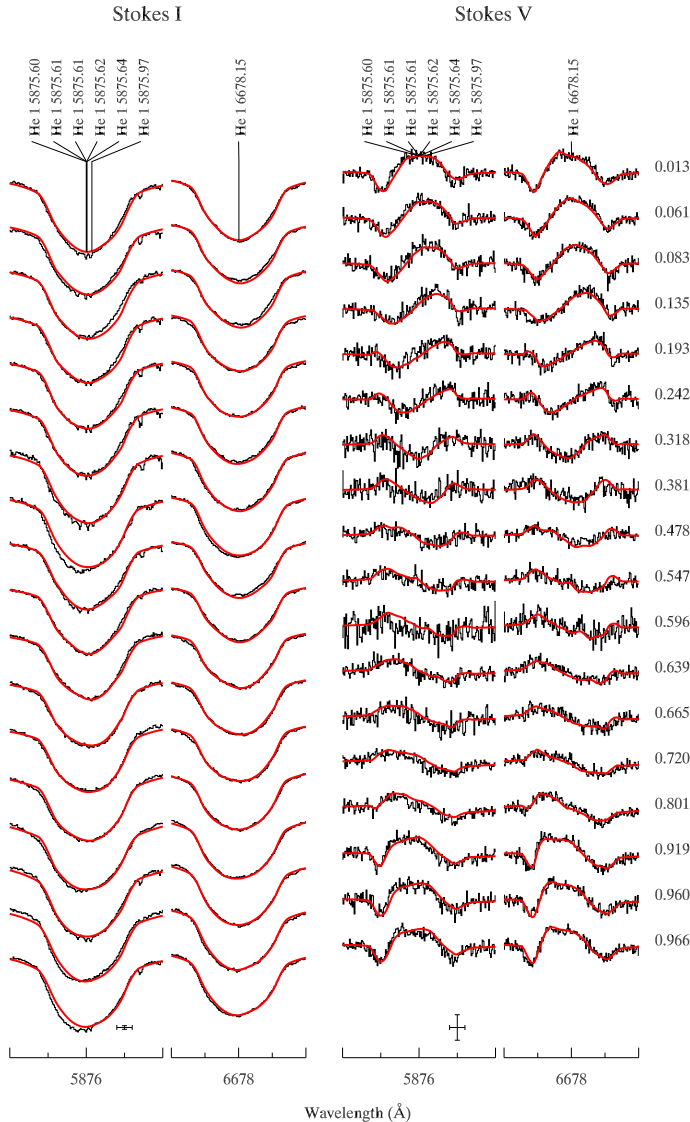 Stokes I
Stokes V
He 1 5875.60
He 1 5875.61
He 1 5875.61
He 1 5875.62
He 1 5875.64
He 1 5875.97
He 1 6678.15
He 1 5875.60
He 1 5875.61
He 1 5875.61
He 1 5875.62
He 1 5875.64
He 1 5875.97
He 1 6678.15
0.013
0.061
0.083
0.135
0.193
0.242
0.318
0.381
0.478
0.547
0.596
0.639
0.665
0.720
0.801
0.919
0.960
0.966
5876
6678
5876
6678
Wavelength (Å)